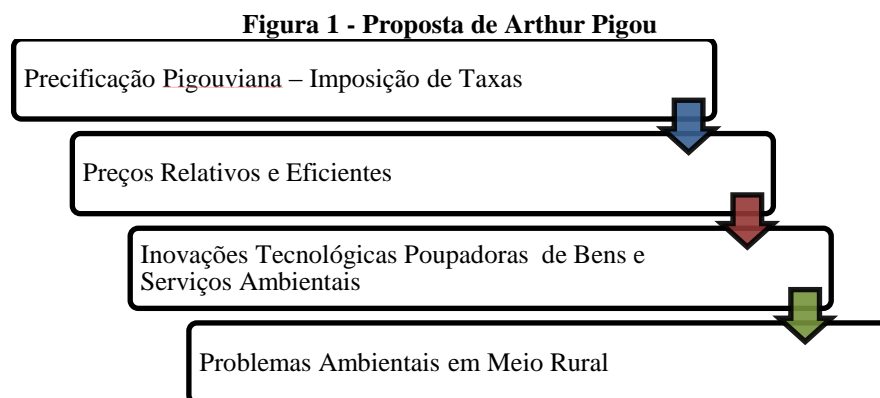 Figura 1 - Proposta de Arthur Pigou
Precificação Pigouviana – Imposição de Taxas
Preços Relativos e Eficientes
Inovações Tecnológicas Poupadoras de Bens e
Serviços Ambientais
Problemas Ambientais em Meio Rural